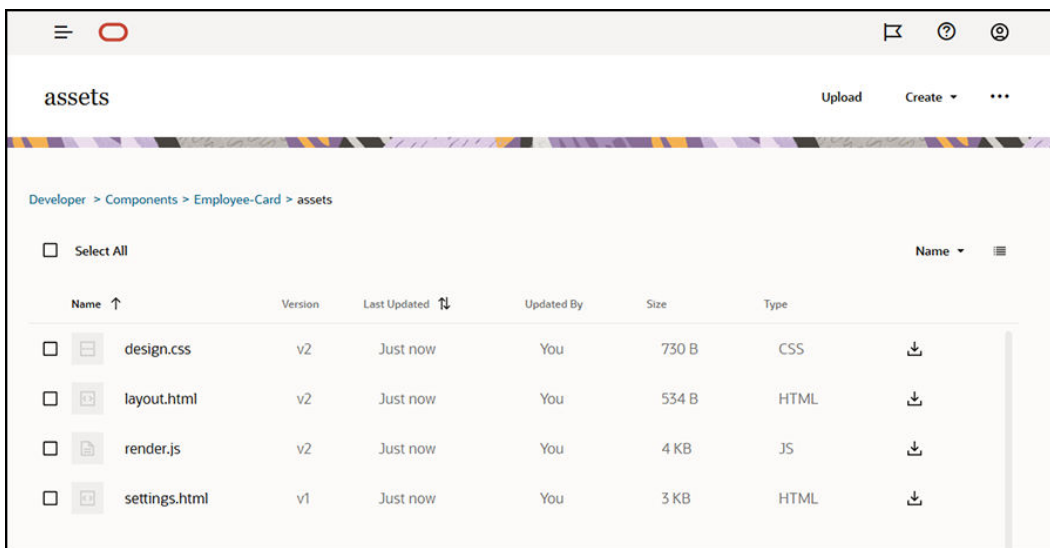 assets
Upload Create
Developer > Components > Employee-Card > assets
Select All Name
Name Version Last Updated Updated By Size Type
design.css v2 Just now You 730 B CSS
layout.html v2 Just now You 534 B HTML
render.js v2 Just now You 4 KB JS
settings.html v1 Just now You 3 KB HTML